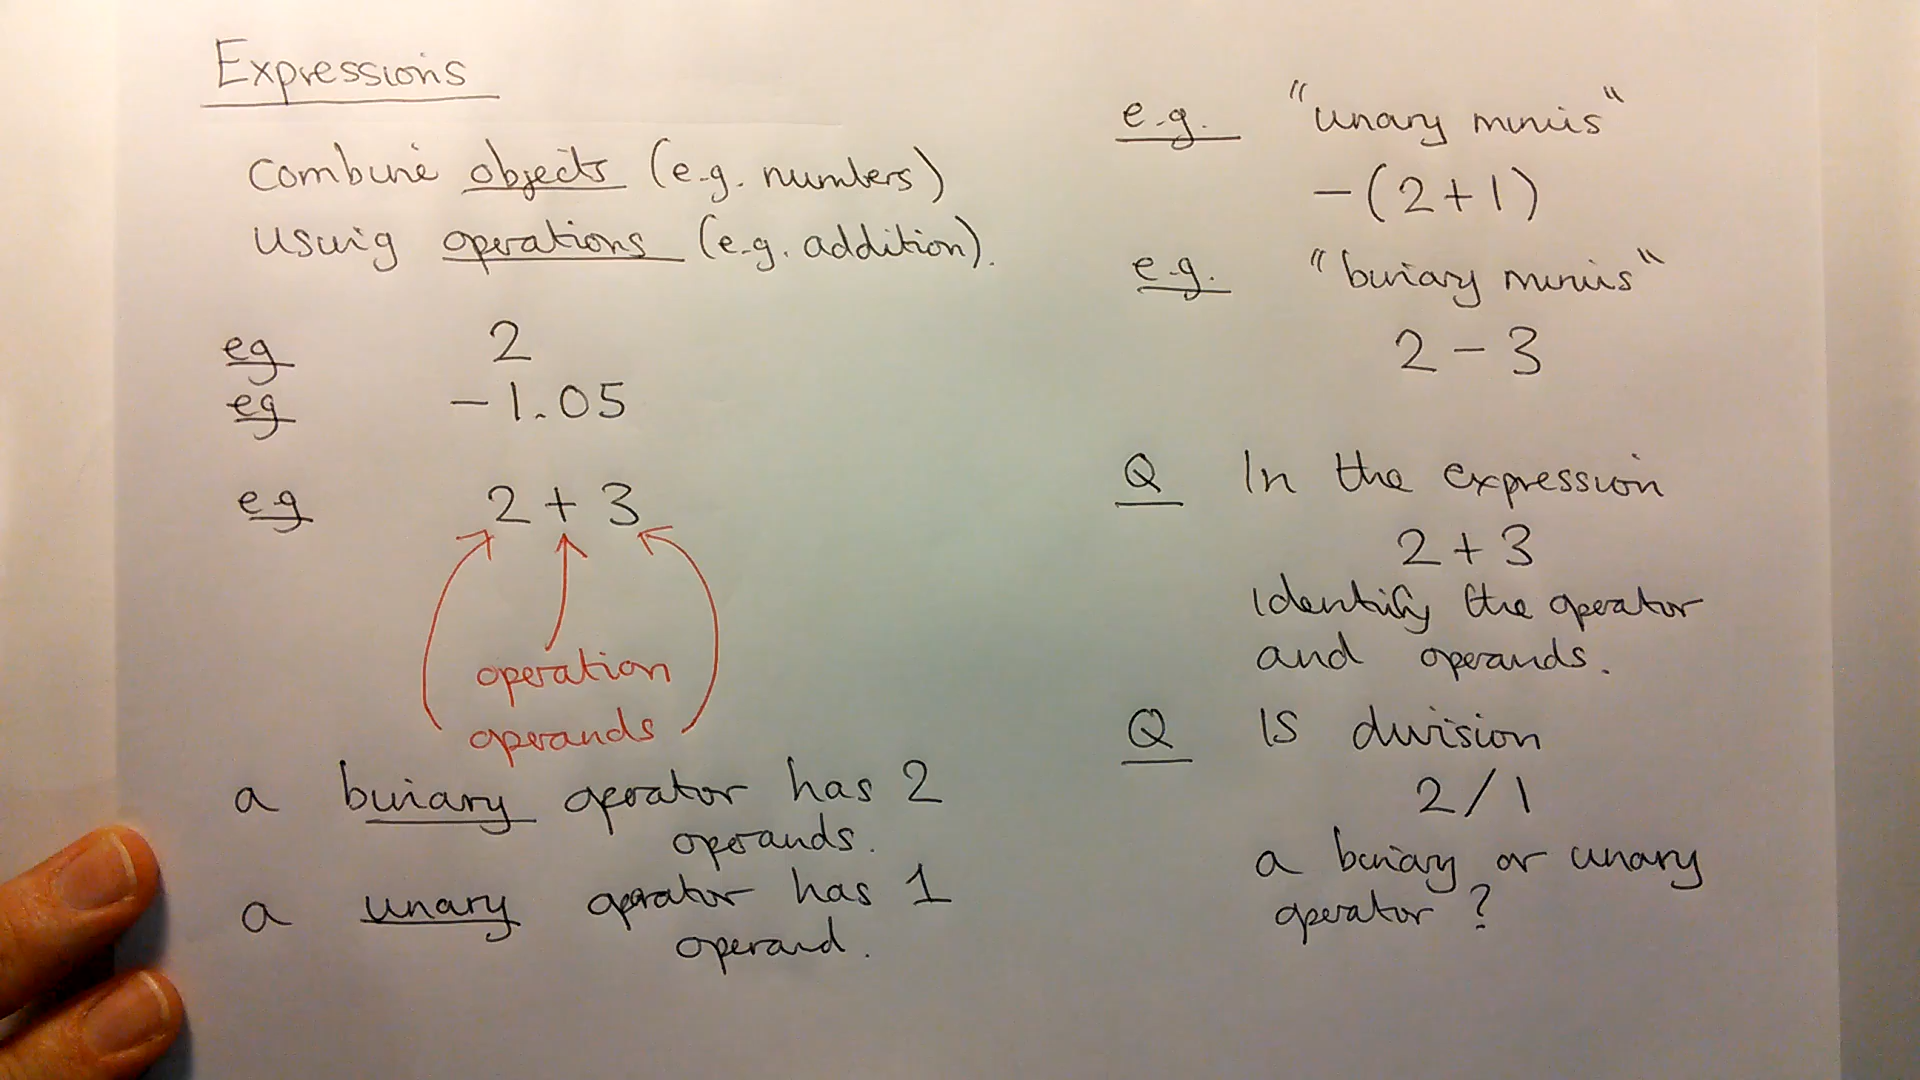 Expressions
combine objects (e.g. numbers)
using operations (e.g. addition).
eg 2
eg -1.05
eg 2 + 3
operation
operands
a binary operator has 2
operands.
a unary operator has 1
operand.
e.g. "unary minus"
-(2+1)
e.g. "binary minus"
2 - 3
Q In the expression
2 + 3
identify the operator
and operands.
Q Is division
2/1
a binary or unary
operator?